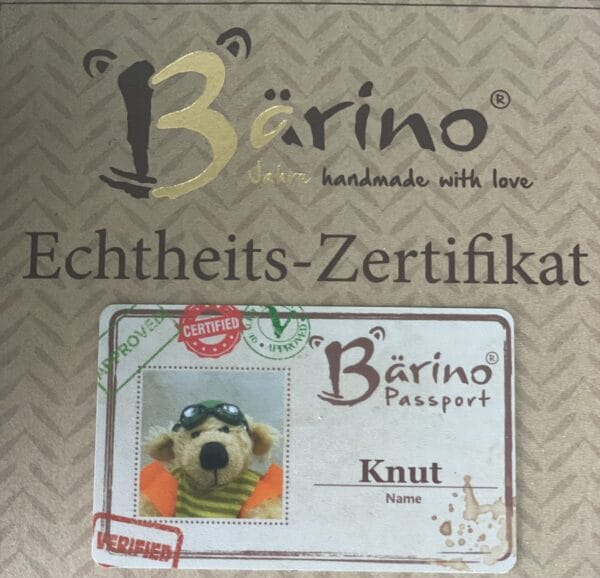 Bärino®
Jahre handmade with love
Echtheits-Zertifikat
APPROVED
CERTIFIED
APPROVED
Bärino®
Passport
Knut
Name
VERIFIED